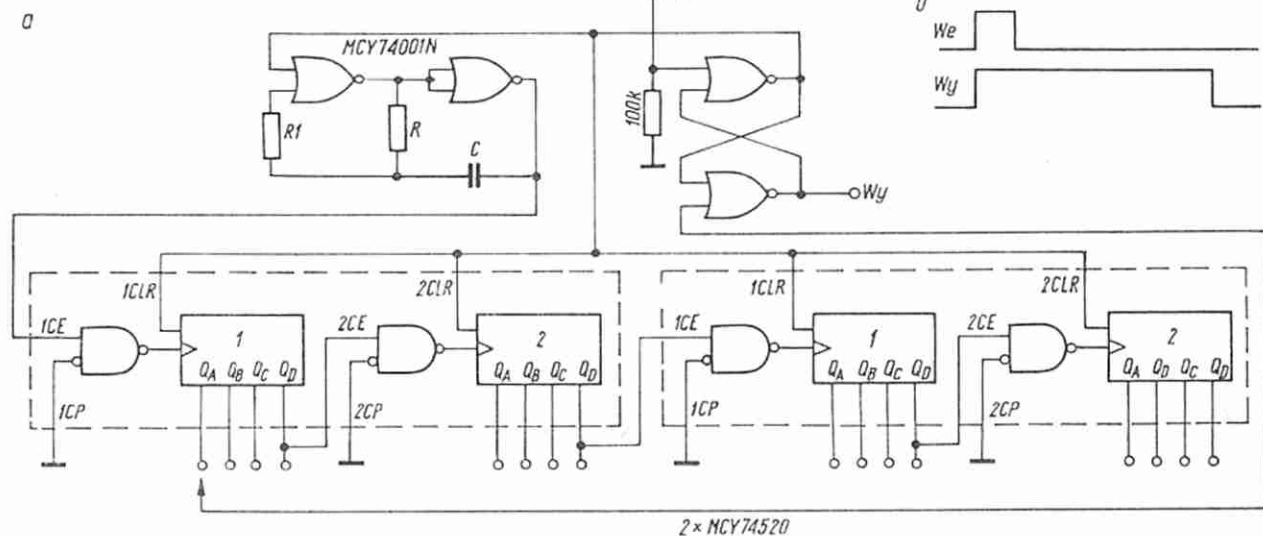 a
MCY74001N
We
Wy
R1
R
C
100k
Wy
1CLR
2CLR
1CLR
2CLR
1CE
1
2CE
2
1CE
1
2CE
2
QA QB QC QD
QA QB QC QD
QA QB QC QD
QA QD QC QD
1CP
2CP
1CP
2CP
2 × MCY74520